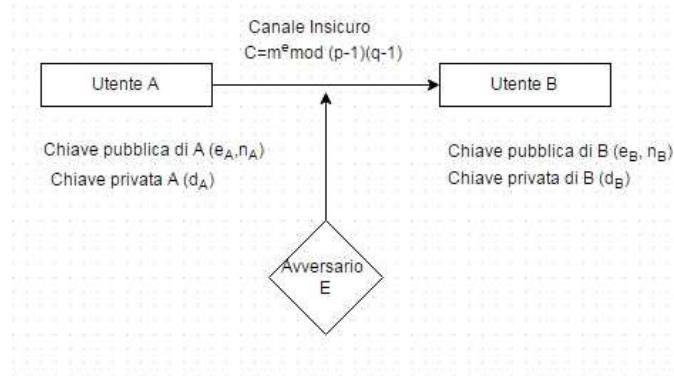 Canale Insicuro
C=mᵉmod (p-1)(q-1)
Utente A
Utente B
Chiave pubblica di A (e_A,n_A)
Chiave privata A (d_A)
Chiave pubblica di B (e_B, n_B)
Chiave privata di B (d_B)
Avversario
E